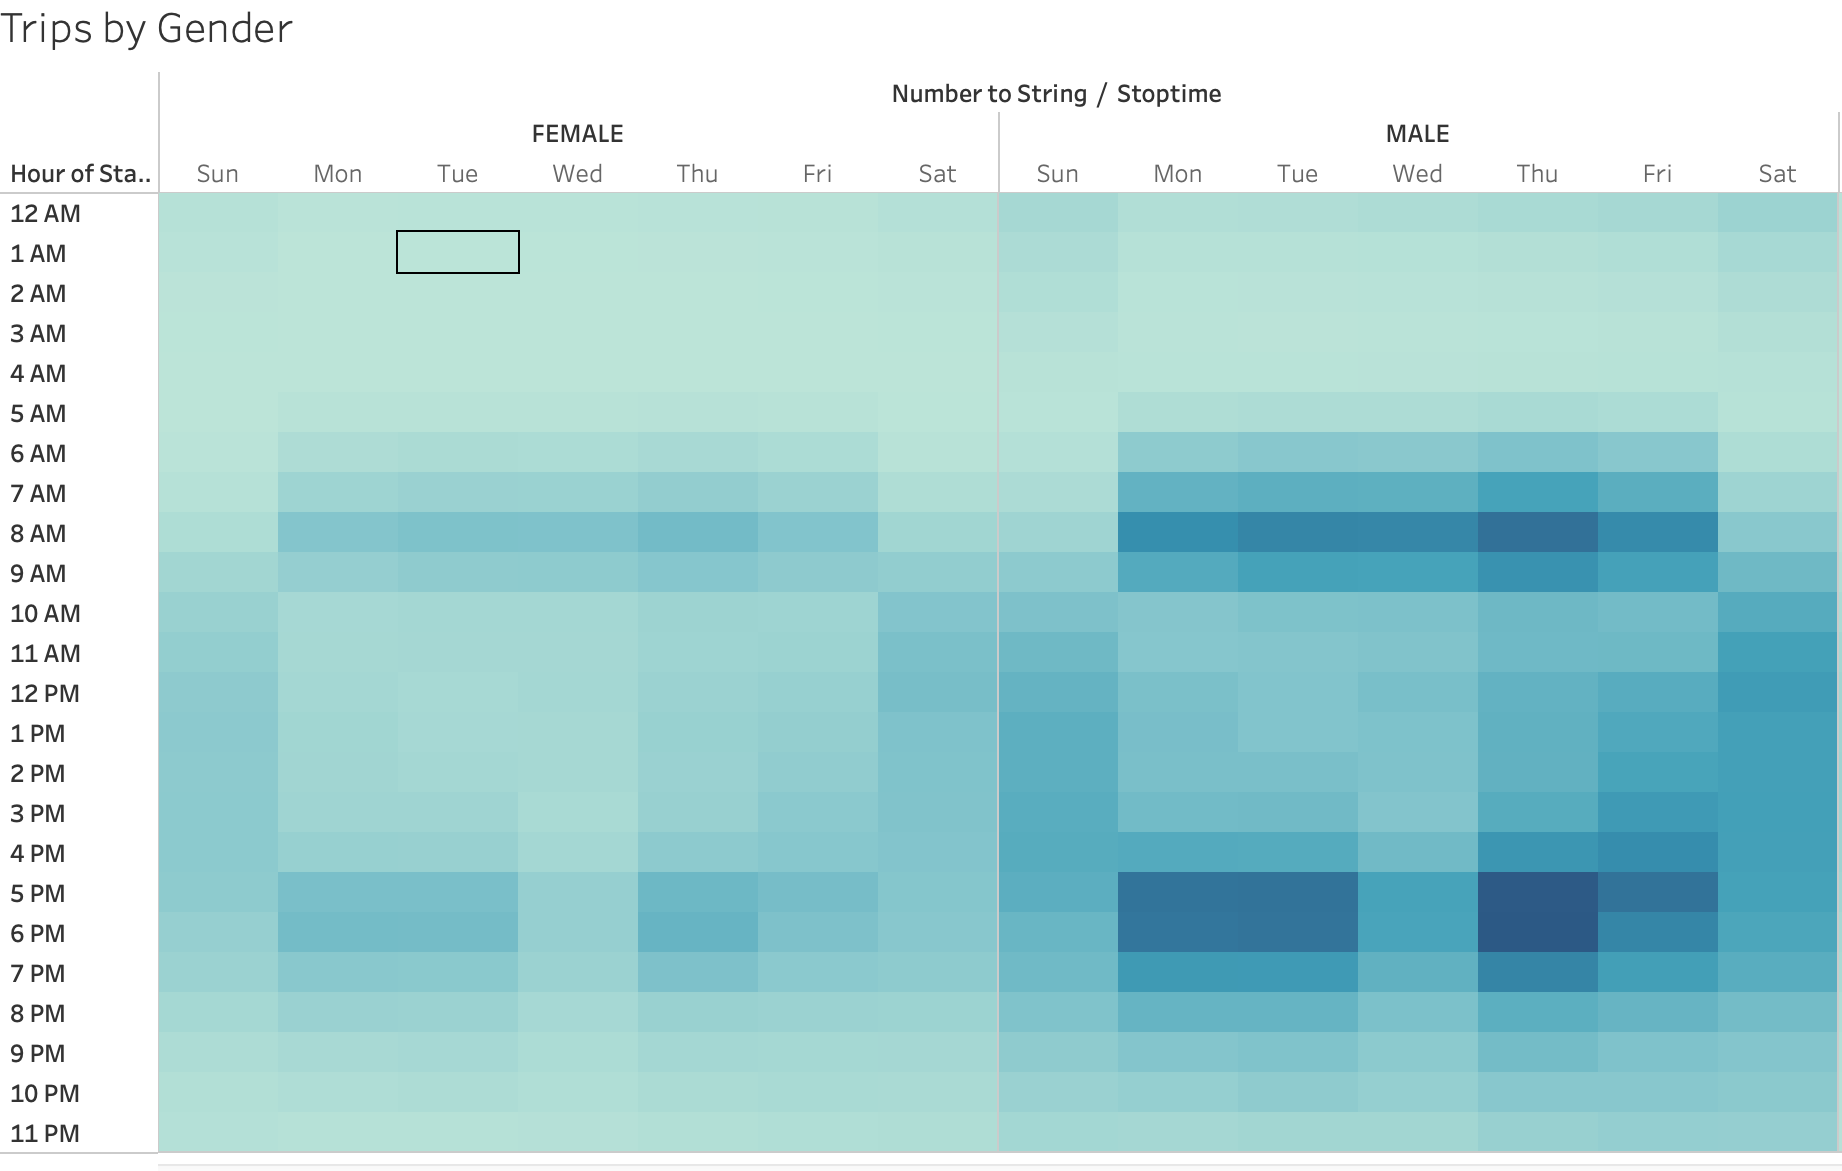 Trips by Gender
Number to String / Stoptime
FEMALE MALE
Hour of Sta.. Sun Mon Tue Wed Thu Fri Sat Sun Mon Tue Wed Thu Fri Sat
12 AM
1 AM
2 AM
3 AM
4 AM
5 AM
6 AM
7 AM
8 AM
9 AM
10 AM
11 AM
12 PM
1 PM
2 PM
3 PM
4 PM
5 PM
6 PM
7 PM
8 PM
9 PM
10 PM
11 PM